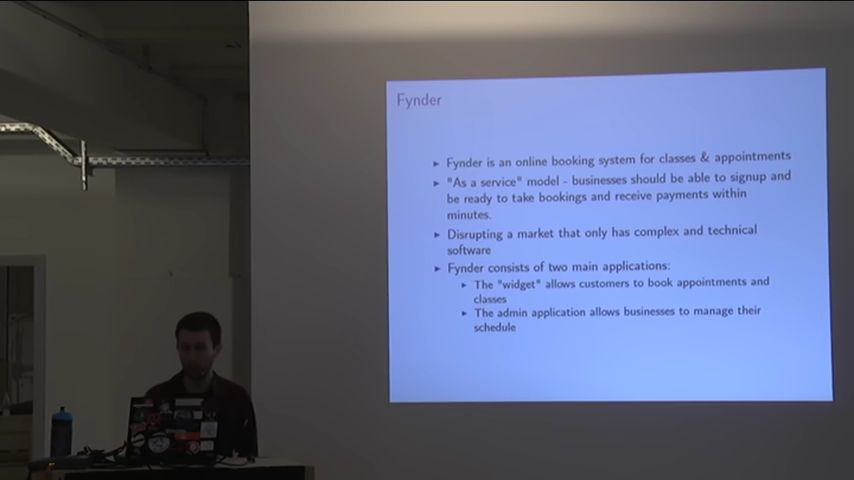 Fynder
▸ Fynder is an online booking system for classes & appointments
▸ "As a service" model - businesses should be able to signup and
be ready to take bookings and receive payments within
minutes.
▸ Disrupting a market that only has complex and technical
software
▸ Fynder consists of two main applications:
▸ The "widget" allows customers to book appointments and
classes
▸ The admin application allows businesses to manage their
schedule